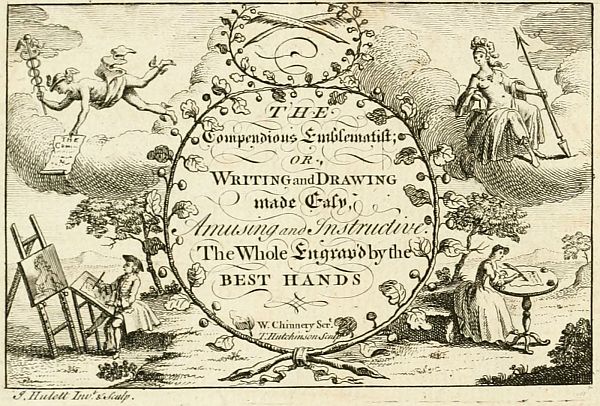 THE
Compendious Emblematist;
OR,
WRITING and DRAWING
made Easy,
Amusing and Instructive.
The Whole Engrav'd by the
BEST HANDS
W. Chinnery Scr.
T. Hutchinson Sculp
The
J. Hulett Inv.t & Sculp.